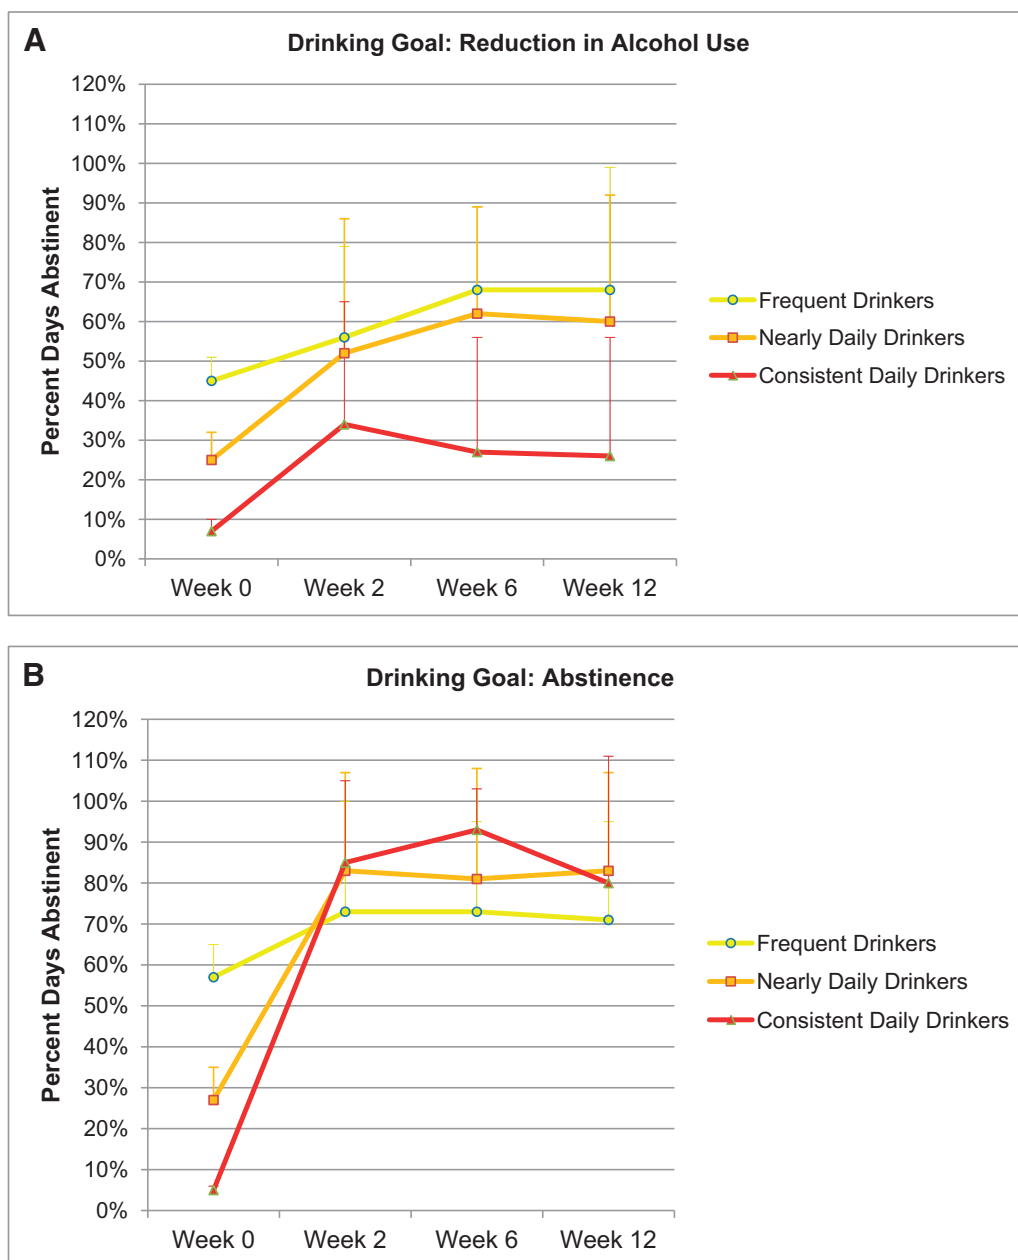 A
Drinking Goal: Reduction in Alcohol Use
Percent Days Abstinent
120%
110%
100%
90%
80%
70%
60%
50%
40%
30%
20%
10%
0%
Week 0 Week 2 Week 6 Week 12
Frequent Drinkers
Nearly Daily Drinkers
Consistent Daily Drinkers
B
Drinking Goal: Abstinence
Percent Days Abstinent
120%
110%
100%
90%
80%
70%
60%
50%
40%
30%
20%
10%
0%
Week 0 Week 2 Week 6 Week 12
Frequent Drinkers
Nearly Daily Drinkers
Consistent Daily Drinkers